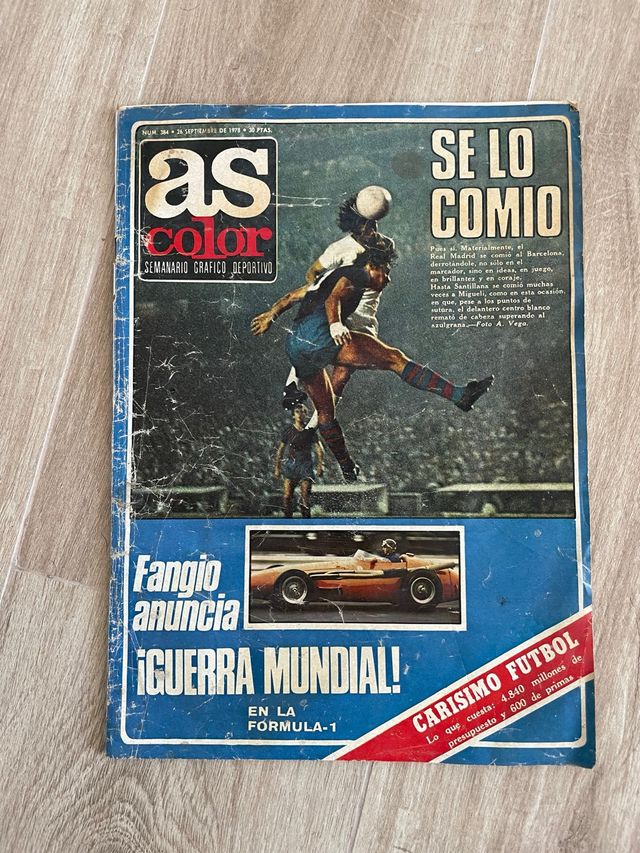 NUM. 384 • 26 SEPTIEMBRE DE 1978 • 30 PTAS.
as
color
SEMANARIO GRAFICO DEPORTIVO
SE LO
COMIO
Pues sí. Materialmente, el
Real Madrid se comió al Barcelona,
derrotándole, no sólo en el
marcador, sino en ideas, en juego,
en brillantez y en coraje.
Hasta Santillana se comió muchas
veces a Migueli, como en esta ocasión,
en que, pese a los puntos de
sutura, el delantero centro blanco
remató de cabeza superando al
azulgrana.—Foto A. Vega.
Fangio
anuncia
¡GUERRA MUNDIAL!
EN LA
FORMULA-1
CARISIMO FUTBOL
Lo que cuesta: 4.840 millones de
presupuesto y 600 de primas